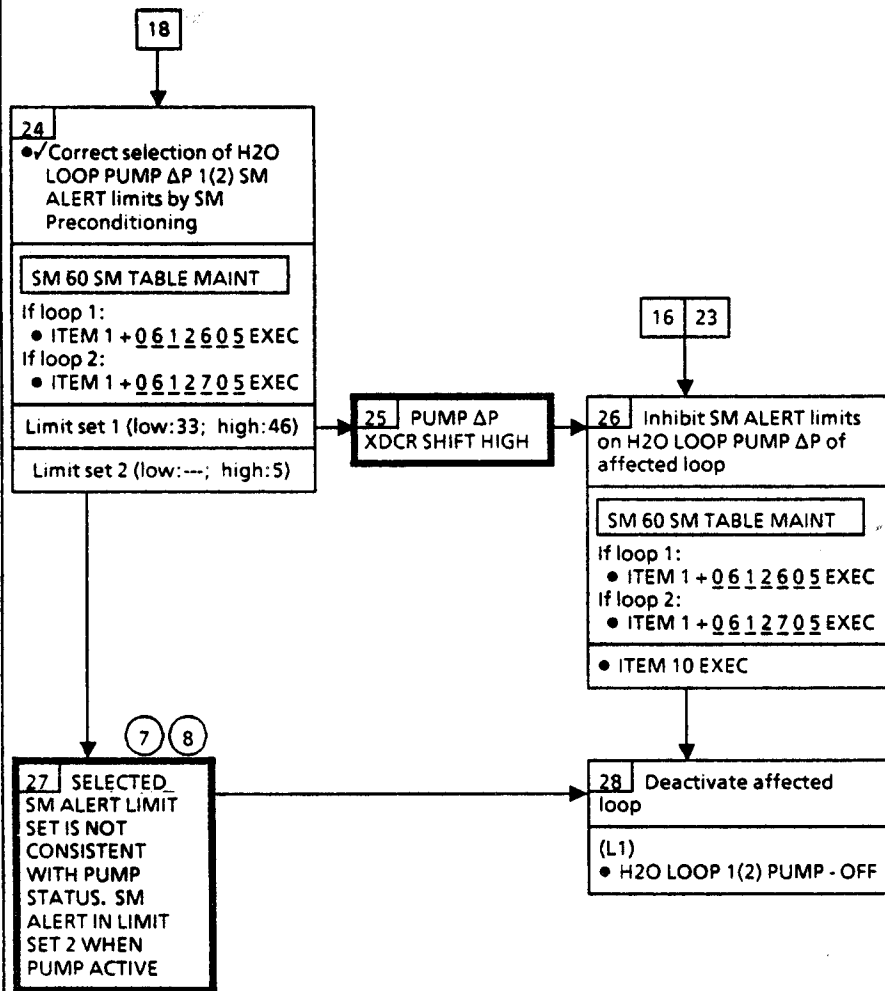 18
24
●√Correct selection of H2O
LOOP PUMP ΔP 1(2) SM
ALERT limits by SM
Preconditioning
SM 60 SM TABLE MAINT
If loop 1:
● ITEM 1 + 0 6 1 2 6 0 5 EXEC
If loop 2:
● ITEM 1 + 0 6 1 2 7 0 5 EXEC
Limit set 1 (low:33; high:46)
Limit set 2 (low:---; high:5)
25 PUMP ΔP
XDCR SHIFT HIGH
16 23
26 Inhibit SM ALERT limits
on H2O LOOP PUMP ΔP of
affected loop
SM 60 SM TABLE MAINT
If loop 1:
● ITEM 1 + 0 6 1 2 6 0 5 EXEC
If loop 2:
● ITEM 1 + 0 6 1 2 7 0 5 EXEC
● ITEM 10 EXEC
7 8
27 SELECTED
SM ALERT LIMIT
SET IS NOT
CONSISTENT
WITH PUMP
STATUS. SM
ALERT IN LIMIT
SET 2 WHEN
PUMP ACTIVE
28 Deactivate affected
loop
(L1)
● H2O LOOP 1(2) PUMP - OFF